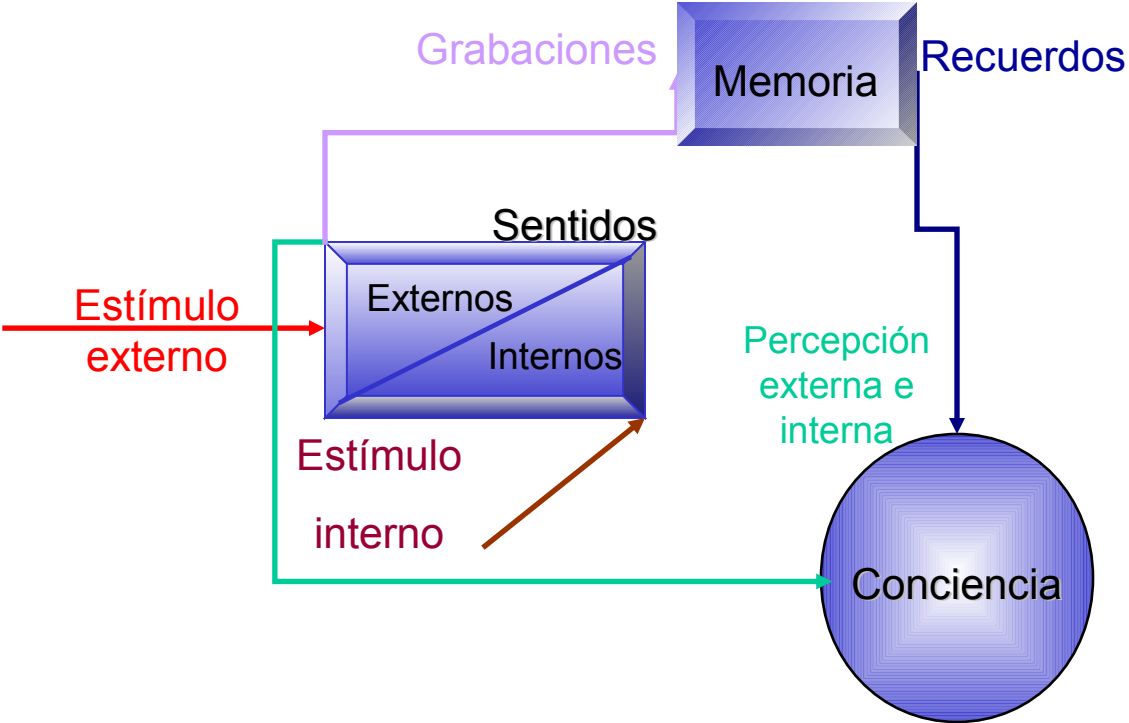 Grabaciones
Memoria
Recuerdos
Sentidos
Externos
Internos
Estímulo
externo
Percepción
externa e
interna
Estímulo
interno
Conciencia